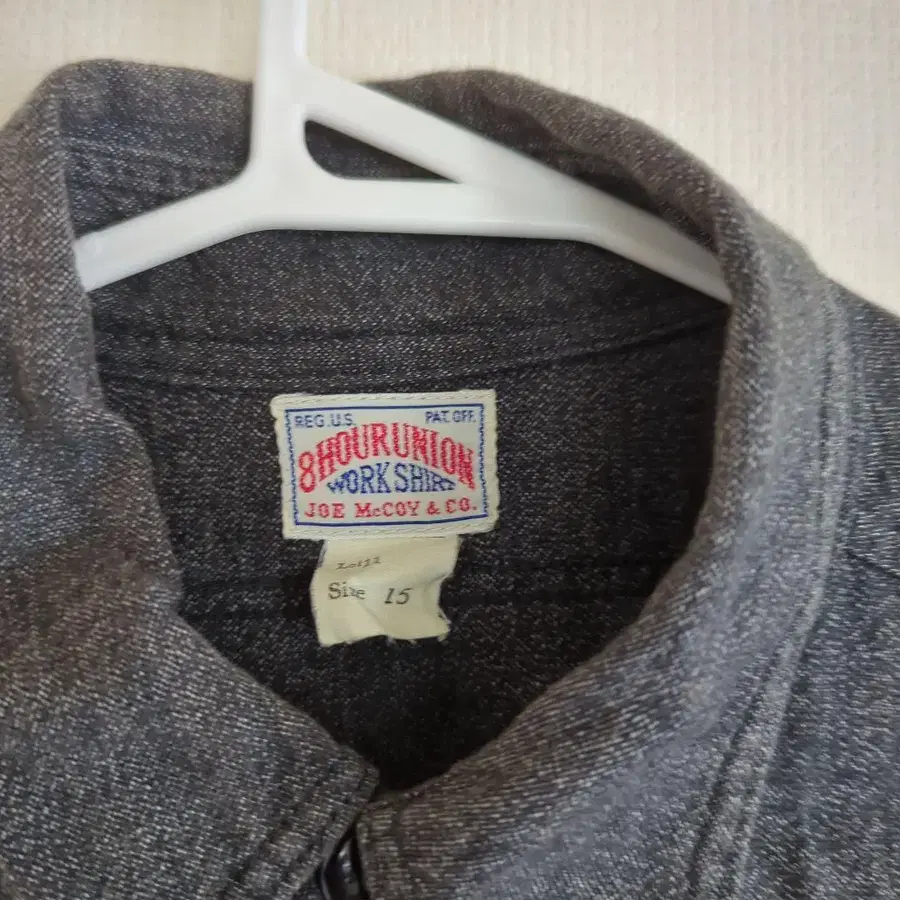 REG.U.S. PAT.OFF.
8HOURUNION
WORK SHIRT
JOE McCOY & CO.
Size 15